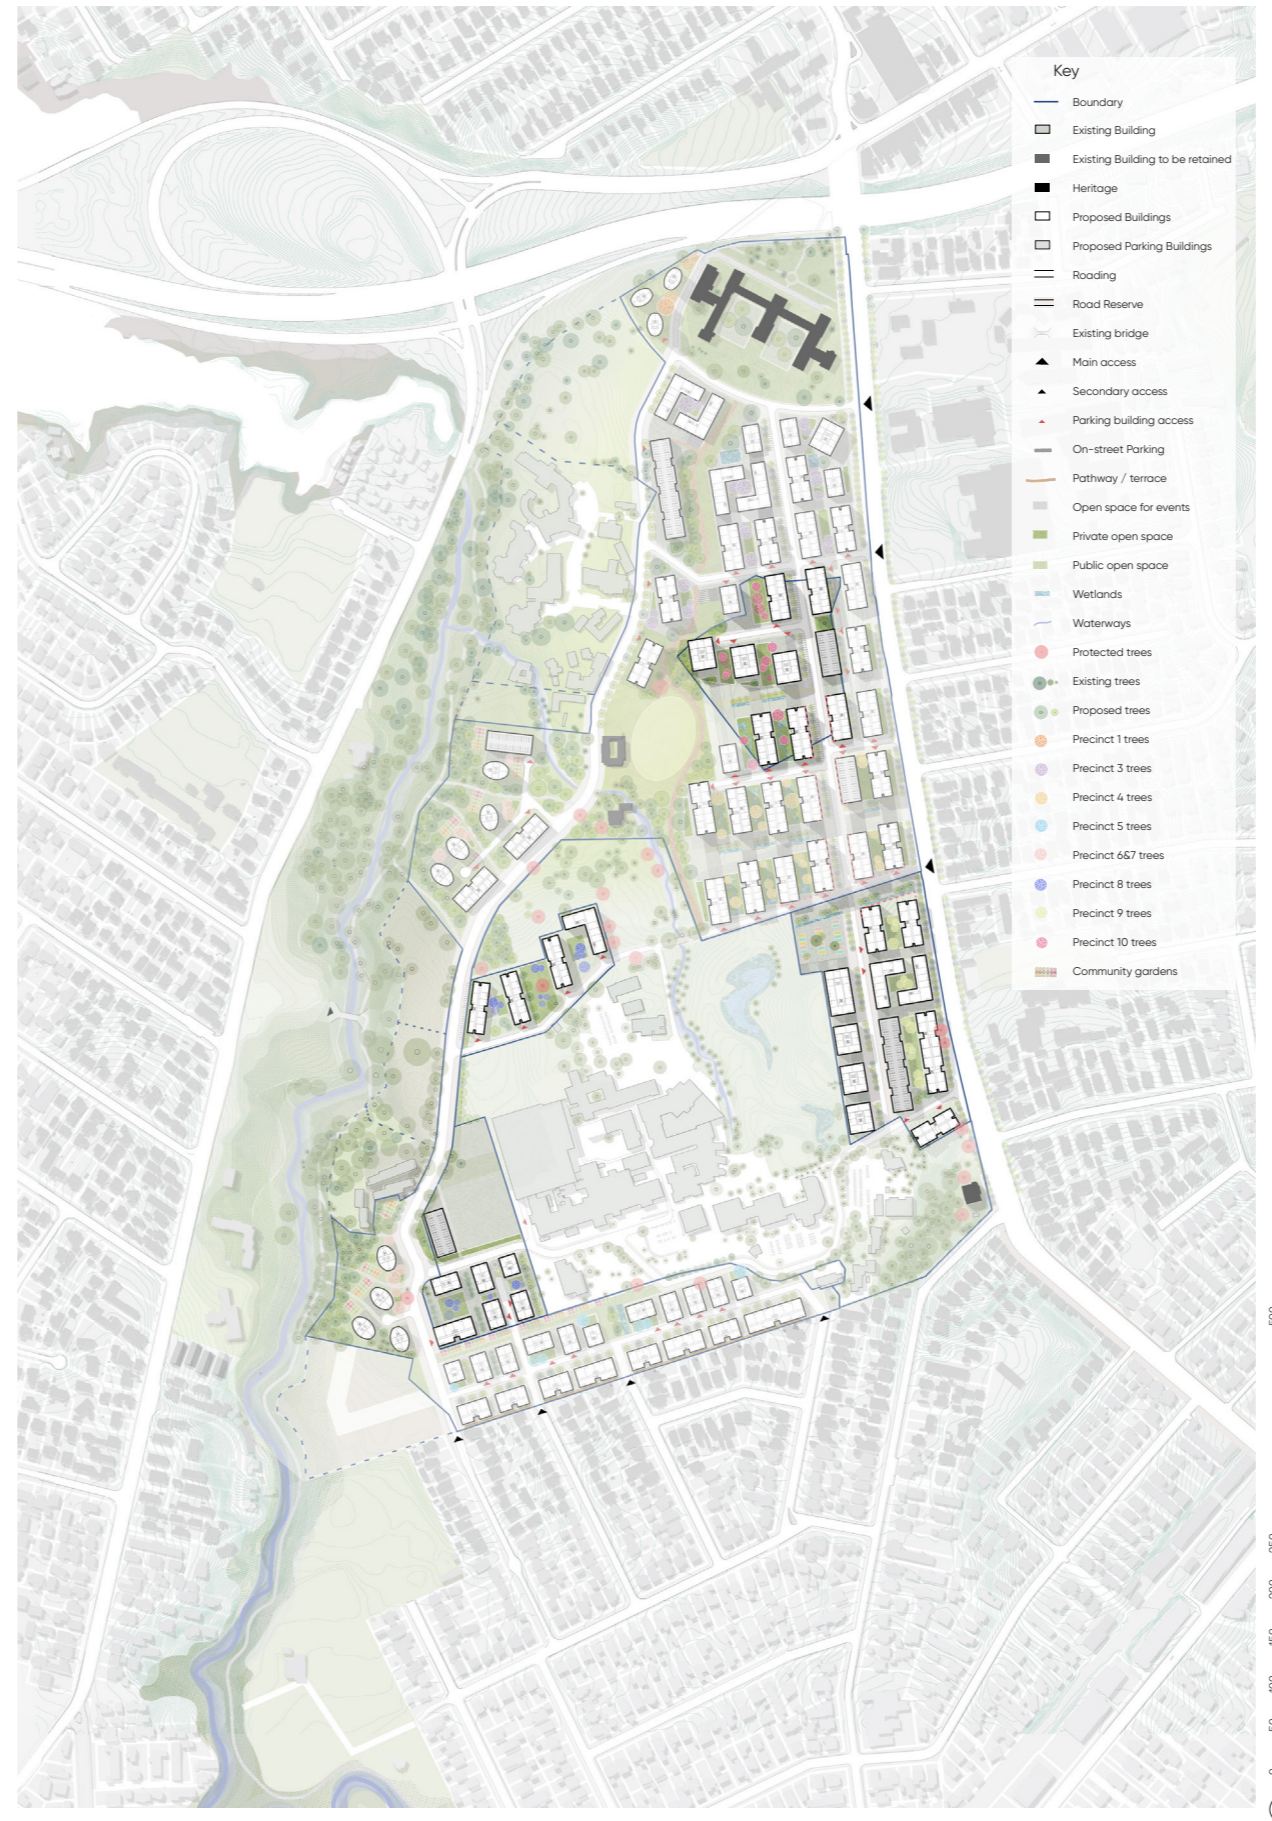 Key
Boundary
Existing Building
Existing Building to be retained
Heritage
Proposed Buildings
Proposed Parking Buildings
Roading
Road Reserve
Existing bridge
Main access
Secondary access
Parking building access
On-street Parking
Pathway / terrace
Open space for events
Private open space
Public open space
Wetlands
Waterways
Protected trees
Existing trees
Proposed trees
Precinct 1 trees
Precinct 3 trees
Precinct 4 trees
Precinct 5 trees
Precinct 6&7 trees
Precinct 8 trees
Precinct 9 trees
Precinct 10 trees
Community gardens